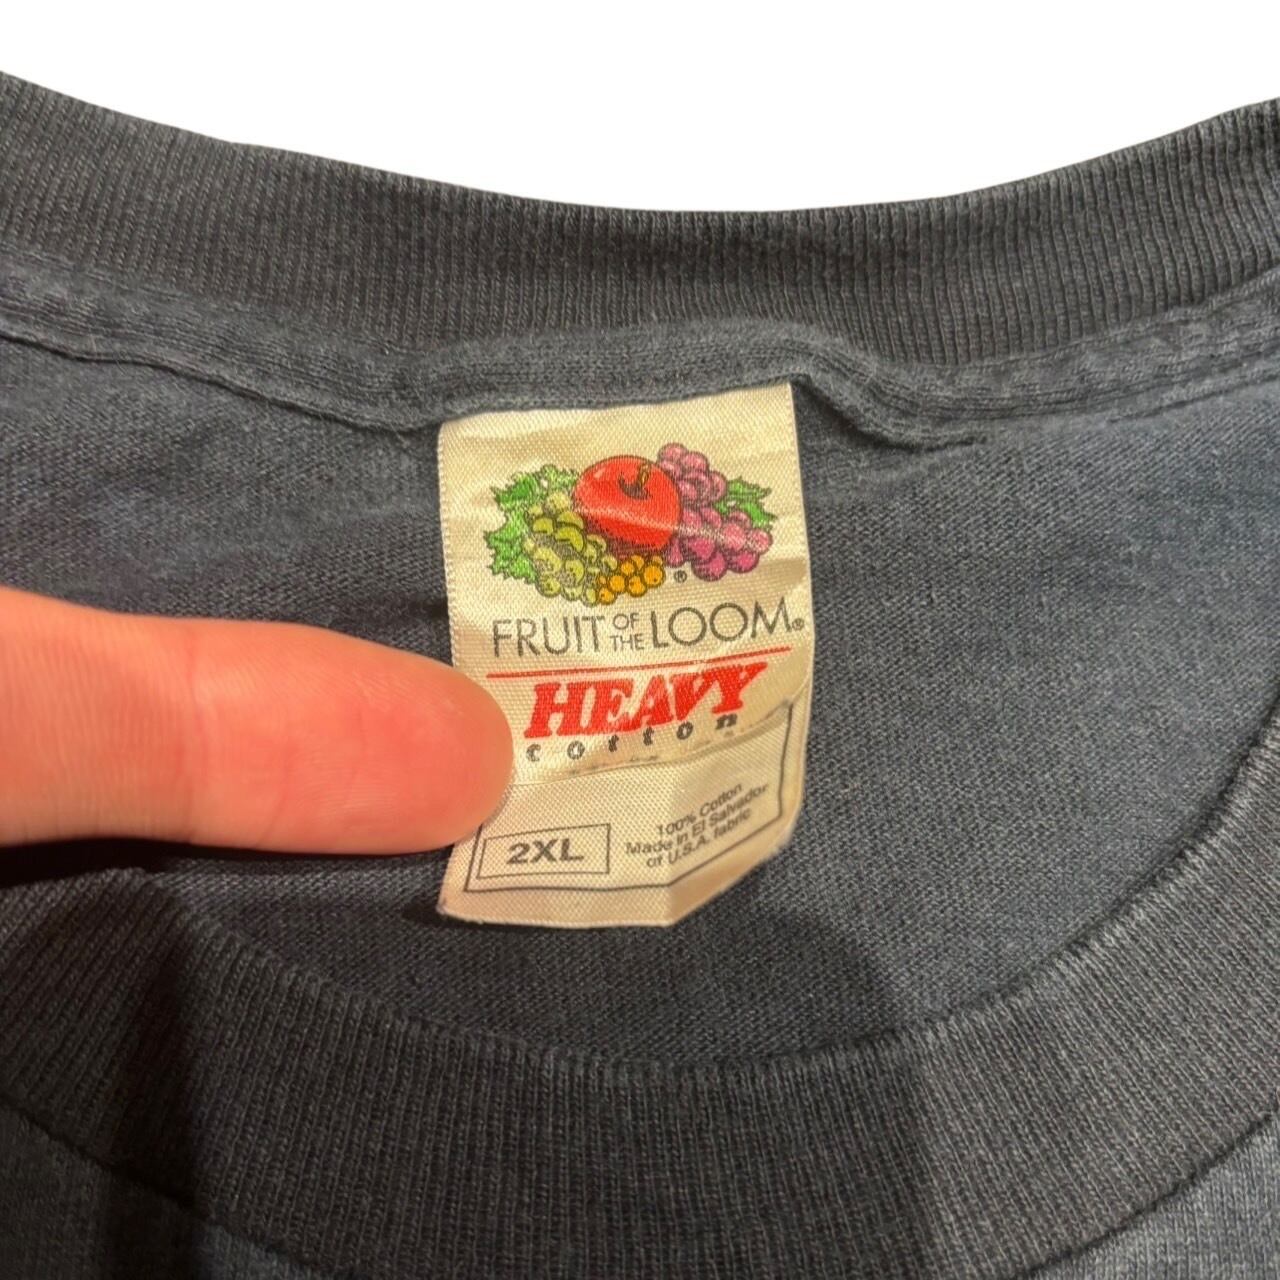 ®
FRUIT OF THE LOOM®
HEAVY
cotton
2XL
100% Cotton
Made in El Salvador
of U.S.A. fabric